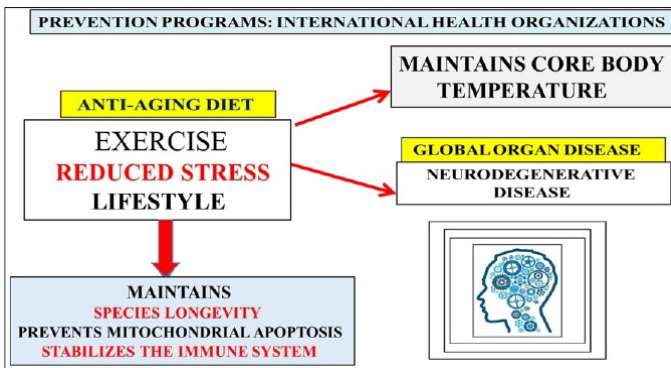 PREVENTION PROGRAMS: INTERNATIONAL HEALTH ORGANIZATIONS
ANTI-AGING DIET
EXERCISE
REDUCED STRESS
LIFESTYLE
MAINTAINS CORE BODY
TEMPERATURE
GLOBAL ORGAN DISEASE
NEURODEGENERATIVE
DISEASE
MAINTAINS
SPECIES LONGEVITY
PREVENTS MITOCHONDRIAL APOPTOSIS
STABILIZES THE IMMUNE SYSTEM